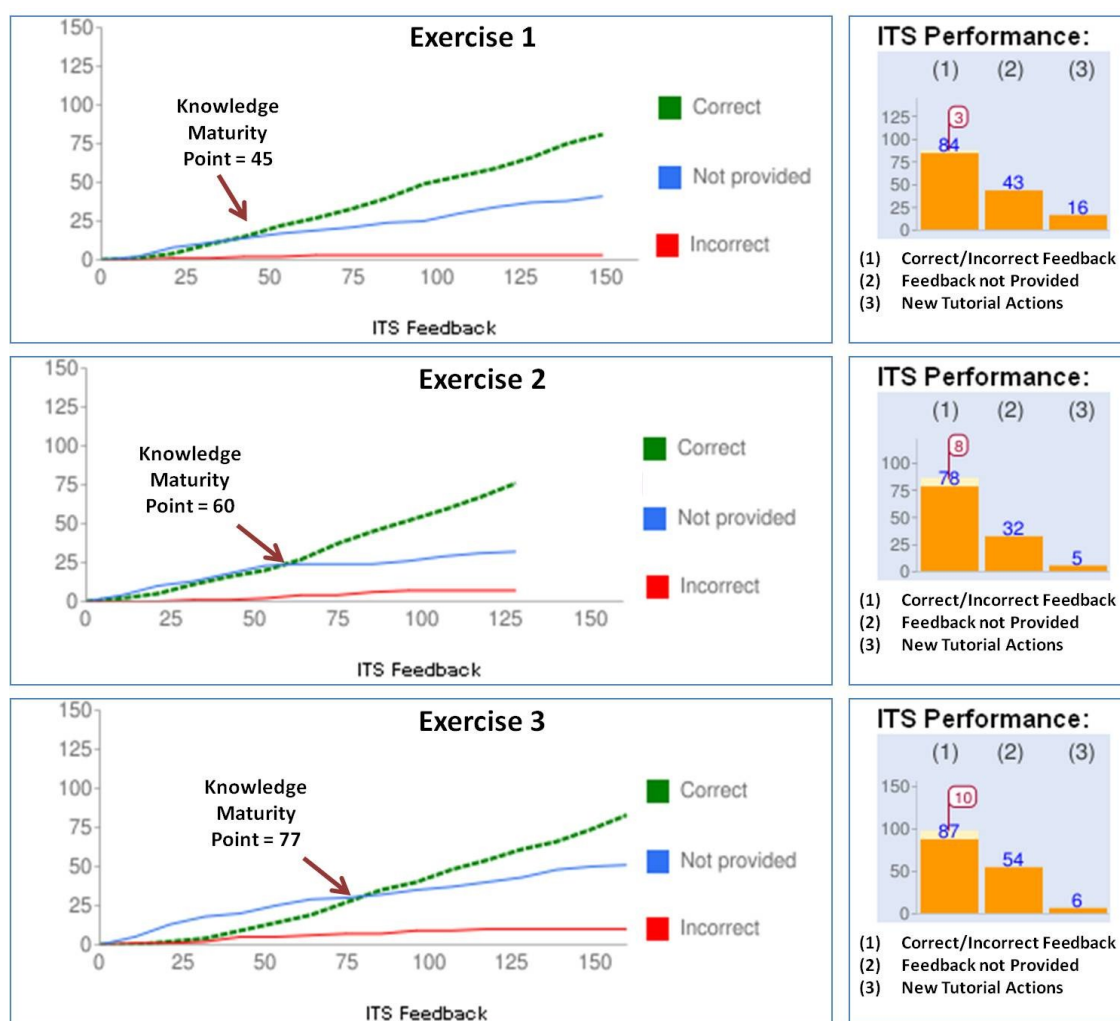 Exercise 1
150
125
100
75
50
25
0
Knowledge
Maturity
Point = 45
Correct
Not provided
Incorrect
0 25 50 75 100 125 150
ITS Feedback
ITS Performance:
(1) (2) (3)
125
100
75
50
25
0
3
84
43
16
(1) Correct/Incorrect Feedback
(2) Feedback not Provided
(3) New Tutorial Actions
Exercise 2
150
125
100
75
50
25
0
Knowledge
Maturity
Point = 60
Correct
Not provided
Incorrect
0 25 50 75 100 125 150
ITS Feedback
ITS Performance:
(1) (2) (3)
100
75
50
25
0
8
78
32
5
(1) Correct/Incorrect Feedback
(2) Feedback not Provided
(3) New Tutorial Actions
Exercise 3
150
125
100
75
50
25
0
Knowledge
Maturity
Point = 77
Correct
Not provided
Incorrect
0 25 50 75 100 125 150
ITS Feedback
ITS Performance:
(1) (2) (3)
150
100
50
0
10
87
54
6
(1) Correct/Incorrect Feedback
(2) Feedback not Provided
(3) New Tutorial Actions